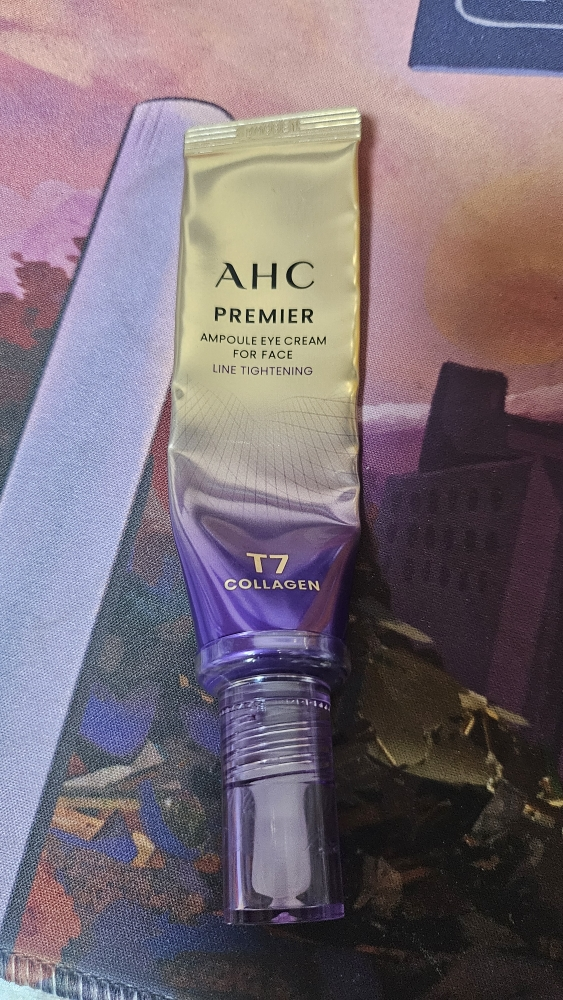 AHC
PREMIER
AMPOULE EYE CREAM
FOR FACE
LINE TIGHTENING
T7
COLLAGEN